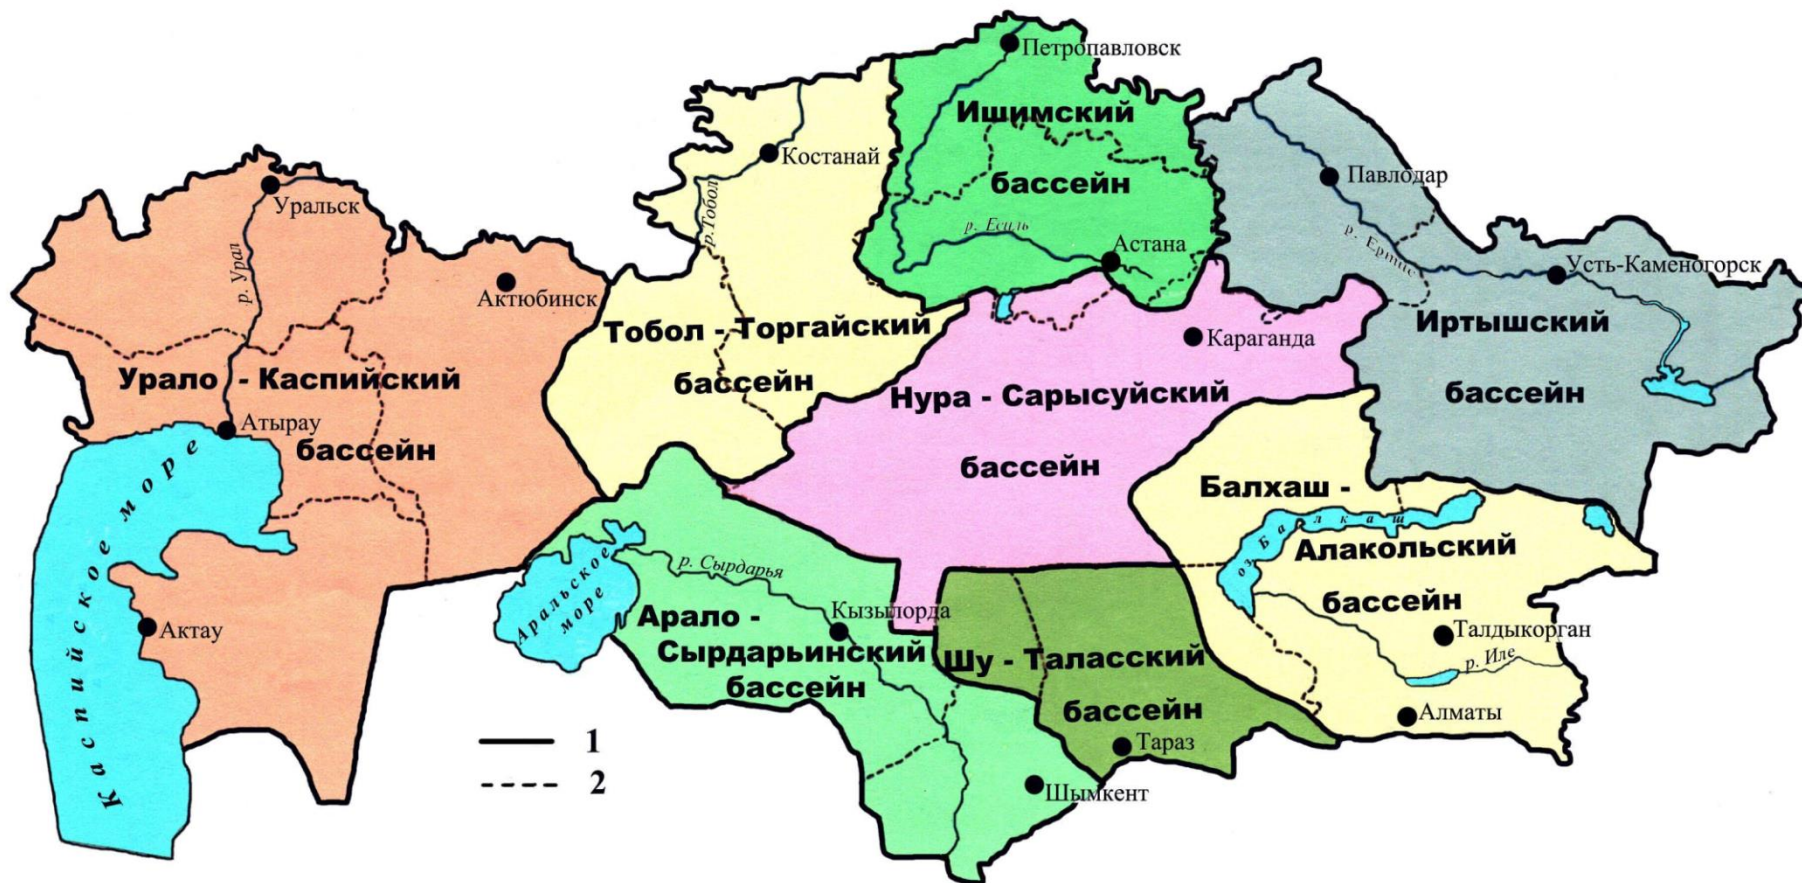 Петропавловск
Ишимский
бассейн
р. Есиль
Астана
Костанай
р.Тобол
Тобол - Торгайский
бассейн
Павлодар
р. Ертис
Усть-Каменогорск
Иртышский
бассейн
Уральск
р. Урал
Актюбинск
Урало - Каспийский
бассейн
Атырау
Каспийское море
Актау
Караганда
Нура - Сарысуйский
бассейн
Балхаш -
Алакольский
бассейн
оз Балкаш
Талдыкорган
р. Иле
Алматы
Аральское
море
р. Сырдарья
Кызылорда
Арало -
Сырдарьинский
бассейн
Шымкент
Шу - Таласский
бассейн
Тараз
1
2